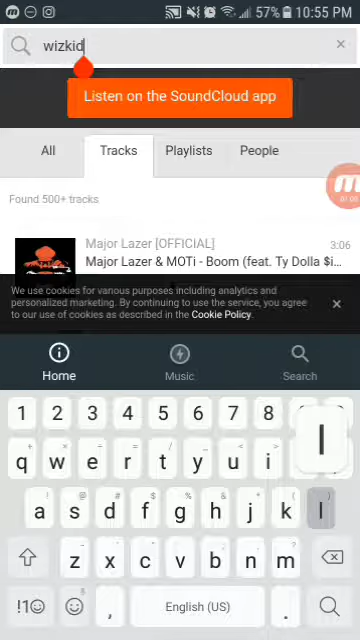 57% 10:55 PM
wizkid
×
Listen on the SoundCloud app
All Tracks Playlists People
Found 500+ tracks
Major Lazer [OFFICIAL] 3:06
Major Lazer & MOTi - Boom (feat. Ty Dolla $i...
We use cookies for various purposes including analytics and
personalized marketing. By continuing to use the service, you agree
to our use of cookies as described in the Cookie Policy.
×
Home Music Search
1 2 3 4 5 6 7 8
q w e r t y u i l
a s d f g h j k l
z x c v b n m
!1☺ , English (US) .